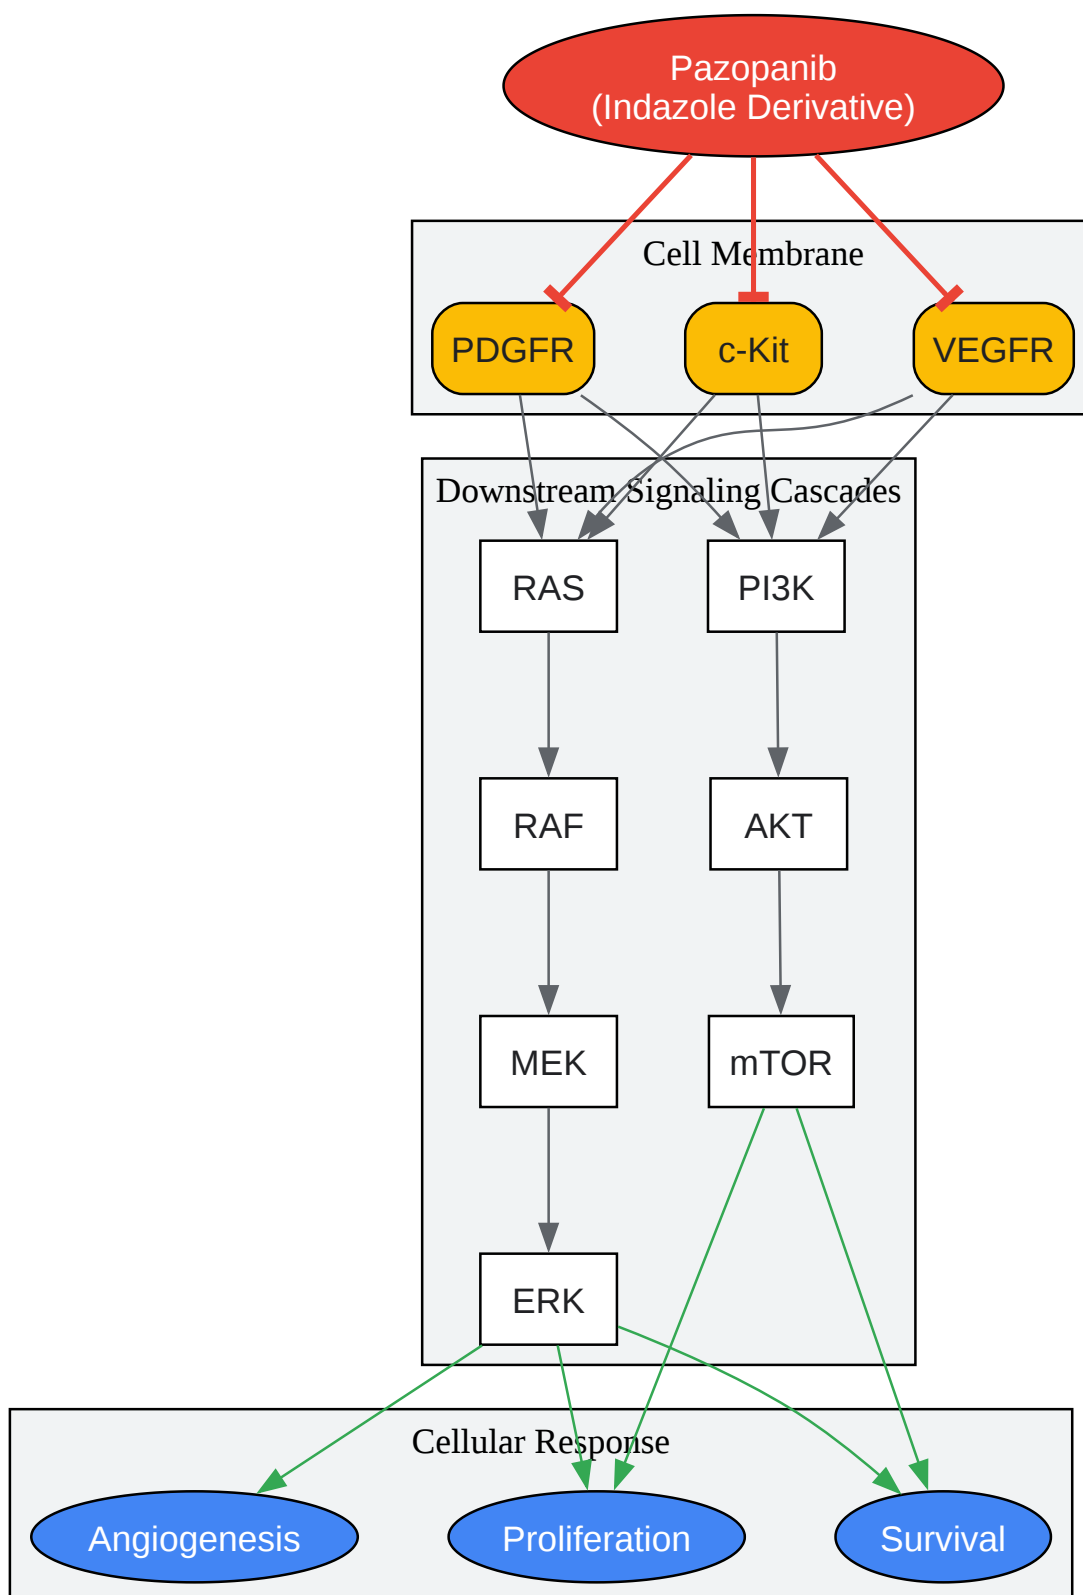 Pazopanib
(Indazole Derivative)
Cell Membrane
PDGFR
c-Kit
VEGFR
Downstream Signaling Cascades
RAS
PI3K
RAF
AKT
MEK
mTOR
ERK
Cellular Response
Angiogenesis
Proliferation
Survival